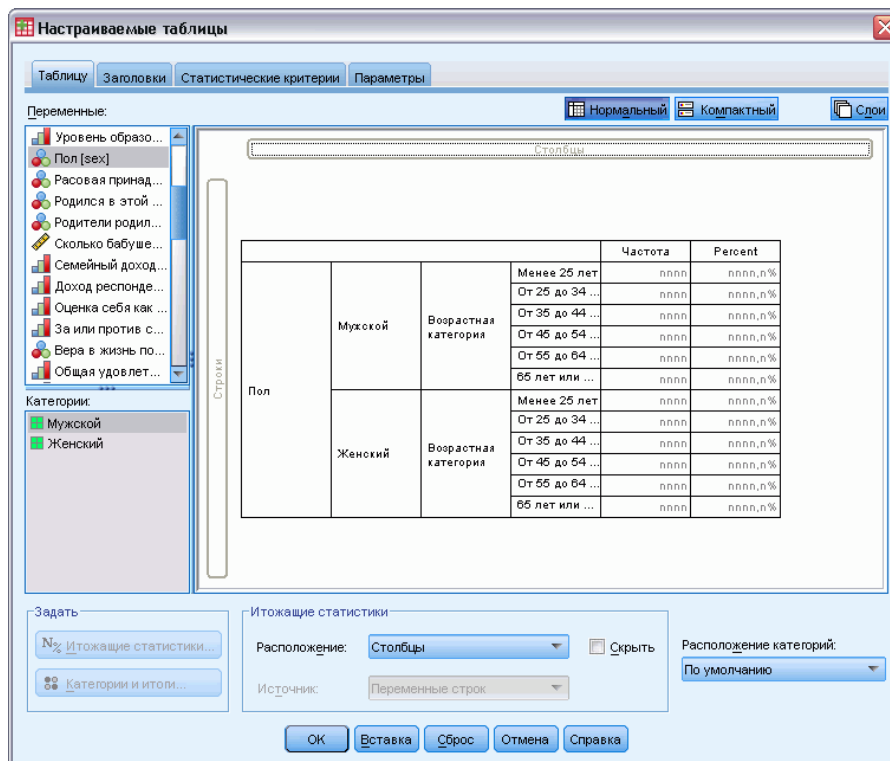 Настраиваемые таблицы
Таблицу Заголовки Статистические критерии Параметры
Переменные:
Нормальный Компактный Слои
Уровень образо...
Пол [sex]
Расовая принад...
Родился в этой ...
Родители родил...
Сколько бабуше...
Семейный доход...
Доход респонде...
Оценка себя как ...
За или против с...
Вера в жизнь по...
Общая удовлет...
Категории:
Мужской
Женский
Столбцы
Строки
Частота Percent
Пол
Мужской
Возрастная
категория
Менее 25 лет nnnn nnnn,n%
От 25 до 34 ... nnnn nnnn,n%
От 35 до 44 ... nnnn nnnn,n%
От 45 до 54 ... nnnn nnnn,n%
От 55 до 64 ... nnnn nnnn,n%
65 лет или ... nnnn nnnn,n%
Женский
Возрастная
категория
Менее 25 лет nnnn nnnn,n%
От 25 до 34 ... nnnn nnnn,n%
От 35 до 44 ... nnnn nnnn,n%
От 45 до 54 ... nnnn nnnn,n%
От 55 до 64 ... nnnn nnnn,n%
65 лет или ... nnnn nnnn,n%
Задать
N% Итожащие статистики...
Категории и итоги...
Итожащие статистики
Расположение: Столбцы Скрыть
Источник: Переменные строк
Расположение категорий:
По умолчанию
OK Вставка Сброс Отмена Справка